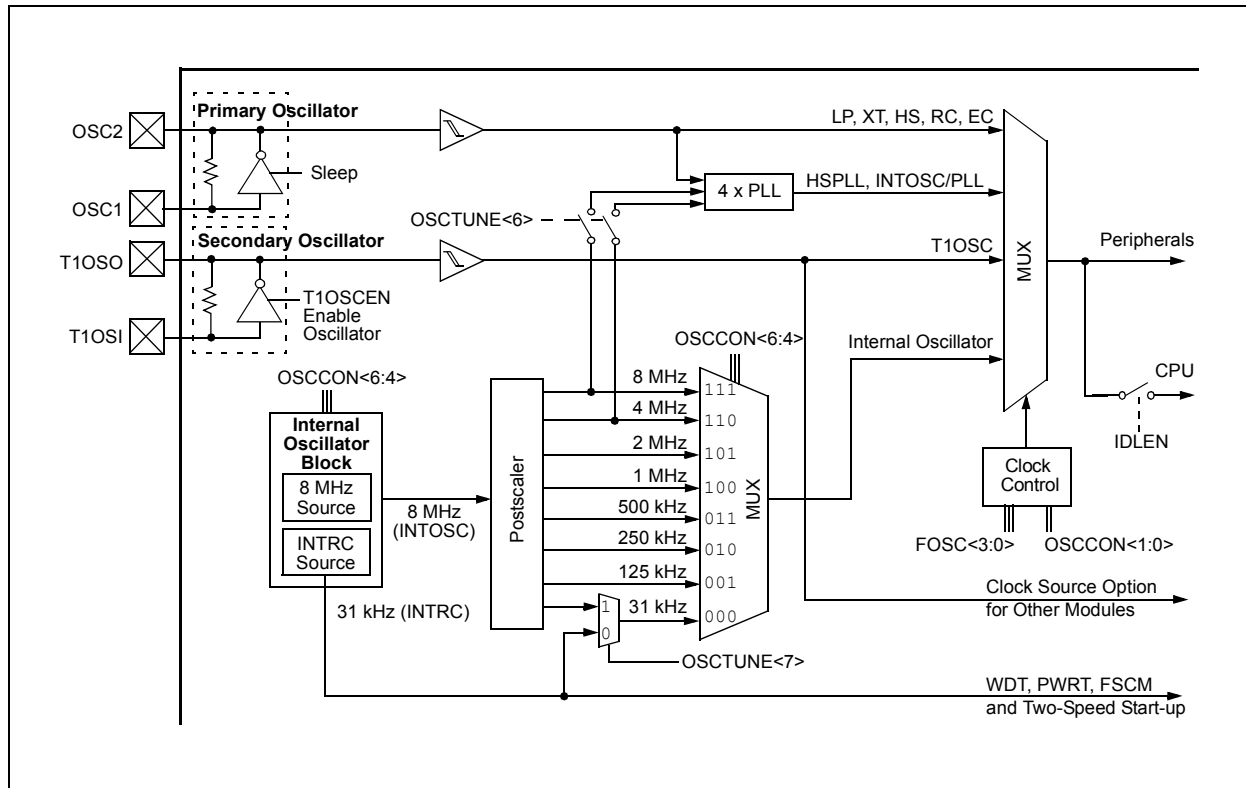 Primary Oscillator
OSC2
LP, XT, HS, RC, EC
Sleep
4 x PLL
HSPLL, INTOSC/PLL
OSC1
OSCTUNE<6>
Secondary Oscillator
T1OSO
T1OSC
MUX
Peripherals
T1OSCEN
Enable
Oscillator
T1OSI
OSCCON<6:4>
Internal Oscillator
OSCCON<6:4>
Internal
Oscillator
Block
8 MHz
Source
INTRC
Source
8 MHz
(INTOSC)
31 kHz (INTRC)
Postscaler
8 MHz
111
4 MHz
110
2 MHz
101
1 MHz
100
500 kHz
011
250 kHz
010
125 kHz
001
1
0
31 kHz
000
MUX
OSCTUNE<7>
CPU
IDLEN
Clock
Control
FOSC<3:0>
OSCCON<1:0>
Clock Source Option
for Other Modules
WDT, PWRT, FSCM
and Two-Speed Start-up